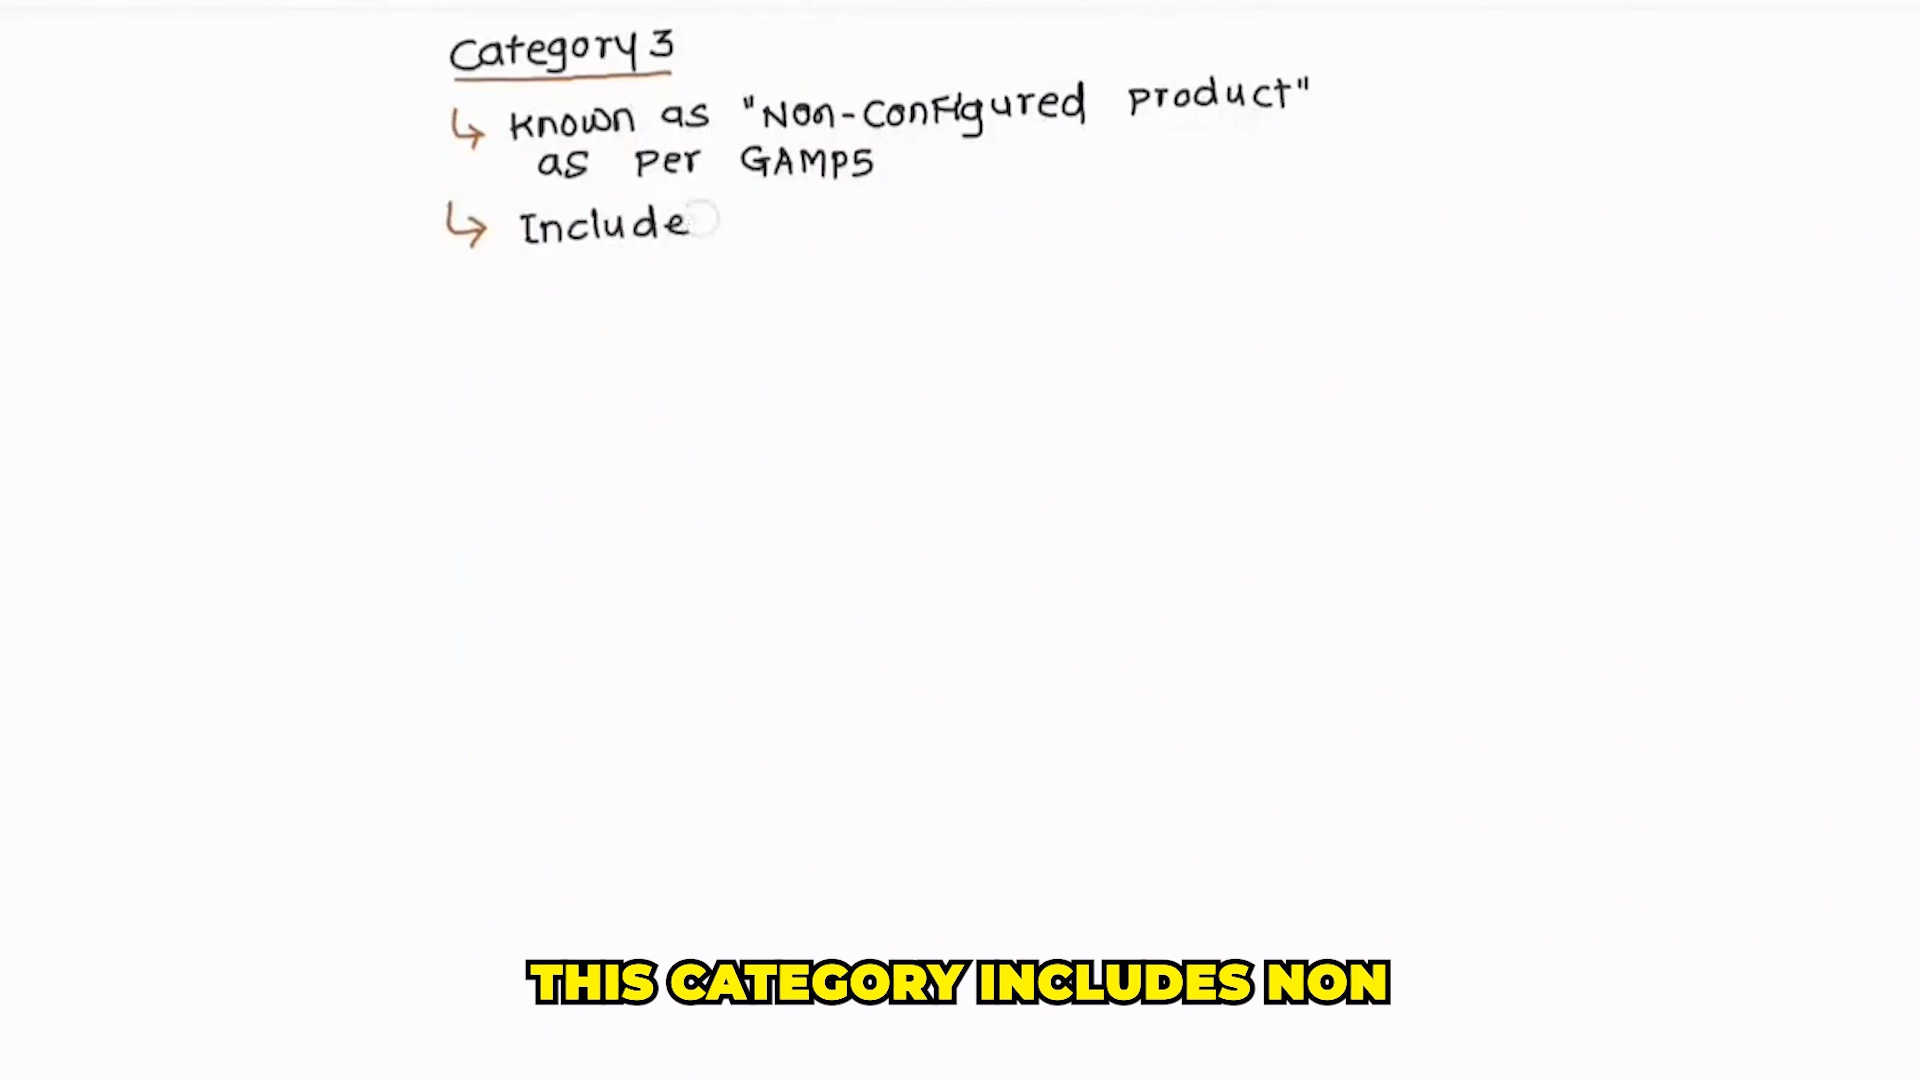 Category 3
↳ Known as "Non-Configured product"
as per GAMP5
↳ Include
THIS CATEGORY INCLUDES NON